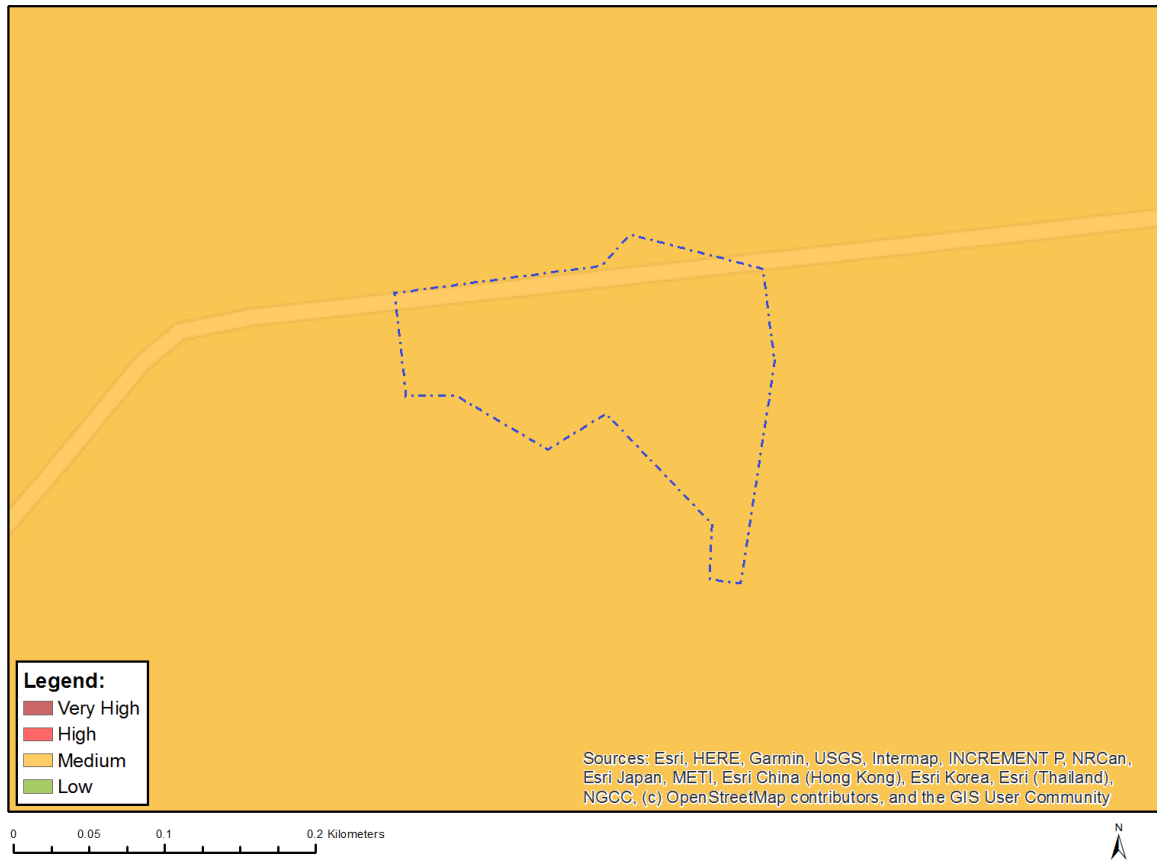 Legend:
Very High
High
Medium
Low
Sources: Esri, HERE, Garmin, USGS, Intermap, INCREMENT P, NRCan,
Esri Japan, METI, Esri China (Hong Kong), Esri Korea, Esri (Thailand),
NGCC, (c) OpenStreetMap contributors, and the GIS User Community
0 0.05 0.1 0.2 Kilometers
N